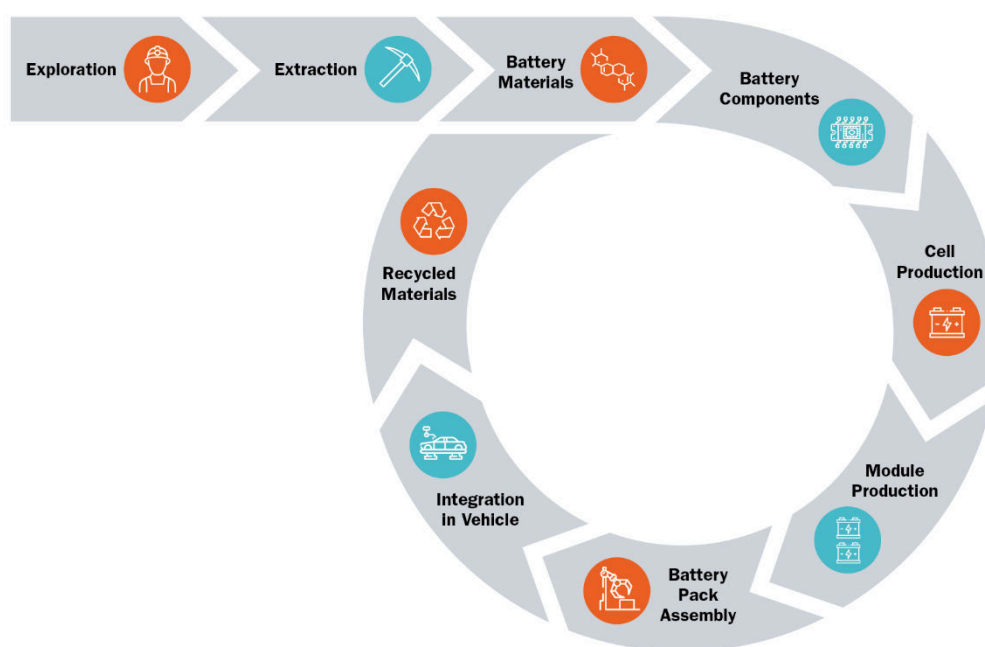 Exploration
Extraction
Battery
Materials
Battery
Components
Cell
Production
Module
Production
Battery
Pack
Assembly
Integration
in Vehicle
Recycled
Materials